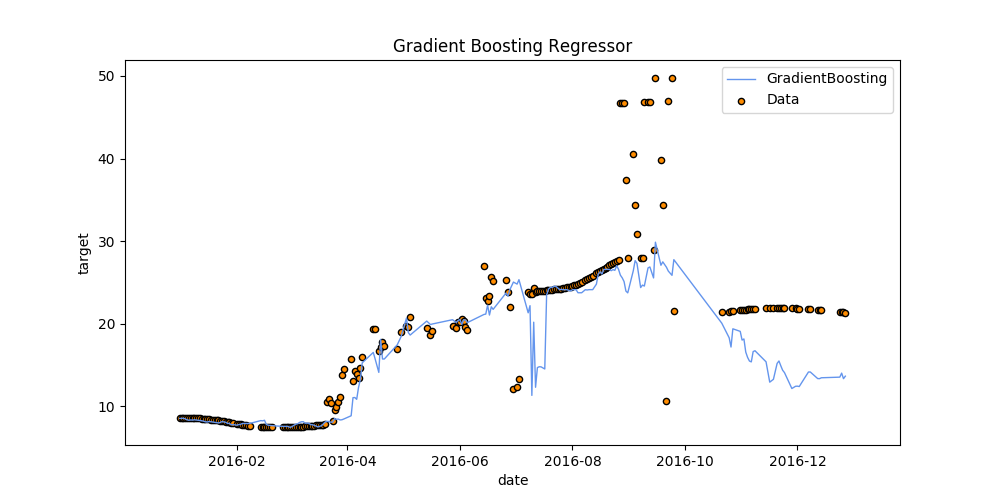 Gradient Boosting Regressor
GradientBoosting
Data
target
50
40
30
20
10
2016-02
2016-04
2016-06
2016-08
2016-10
2016-12
date